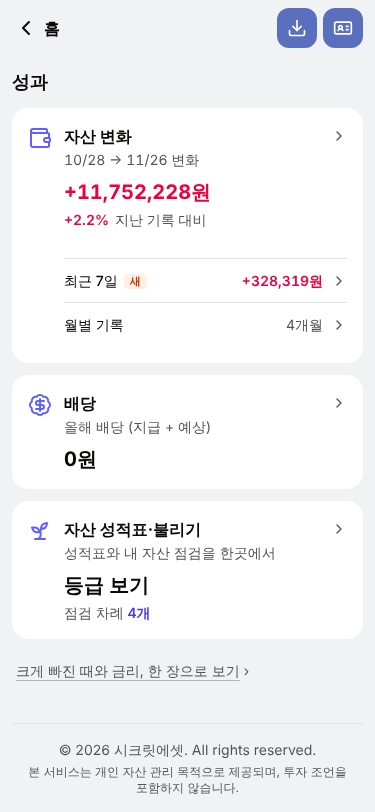 홈
성과
자산 변화
10/28 → 11/26 변화
+11,752,228원
+2.2% 지난 기록 대비
최근 7일 새 +328,319원
월별 기록 4개월
배당
올해 배당 (지급 + 예상)
0원
자산 성적표·불리기
성적표와 내 자산 점검을 한곳에서
등급 보기
점검 차례 4개
크게 빠진 때와 금리, 한 장으로 보기 ›
© 2026 시크릿에셋. All rights reserved.
본 서비스는 개인 자산 관리 목적으로 제공되며, 투자 조언을
포함하지 않습니다.